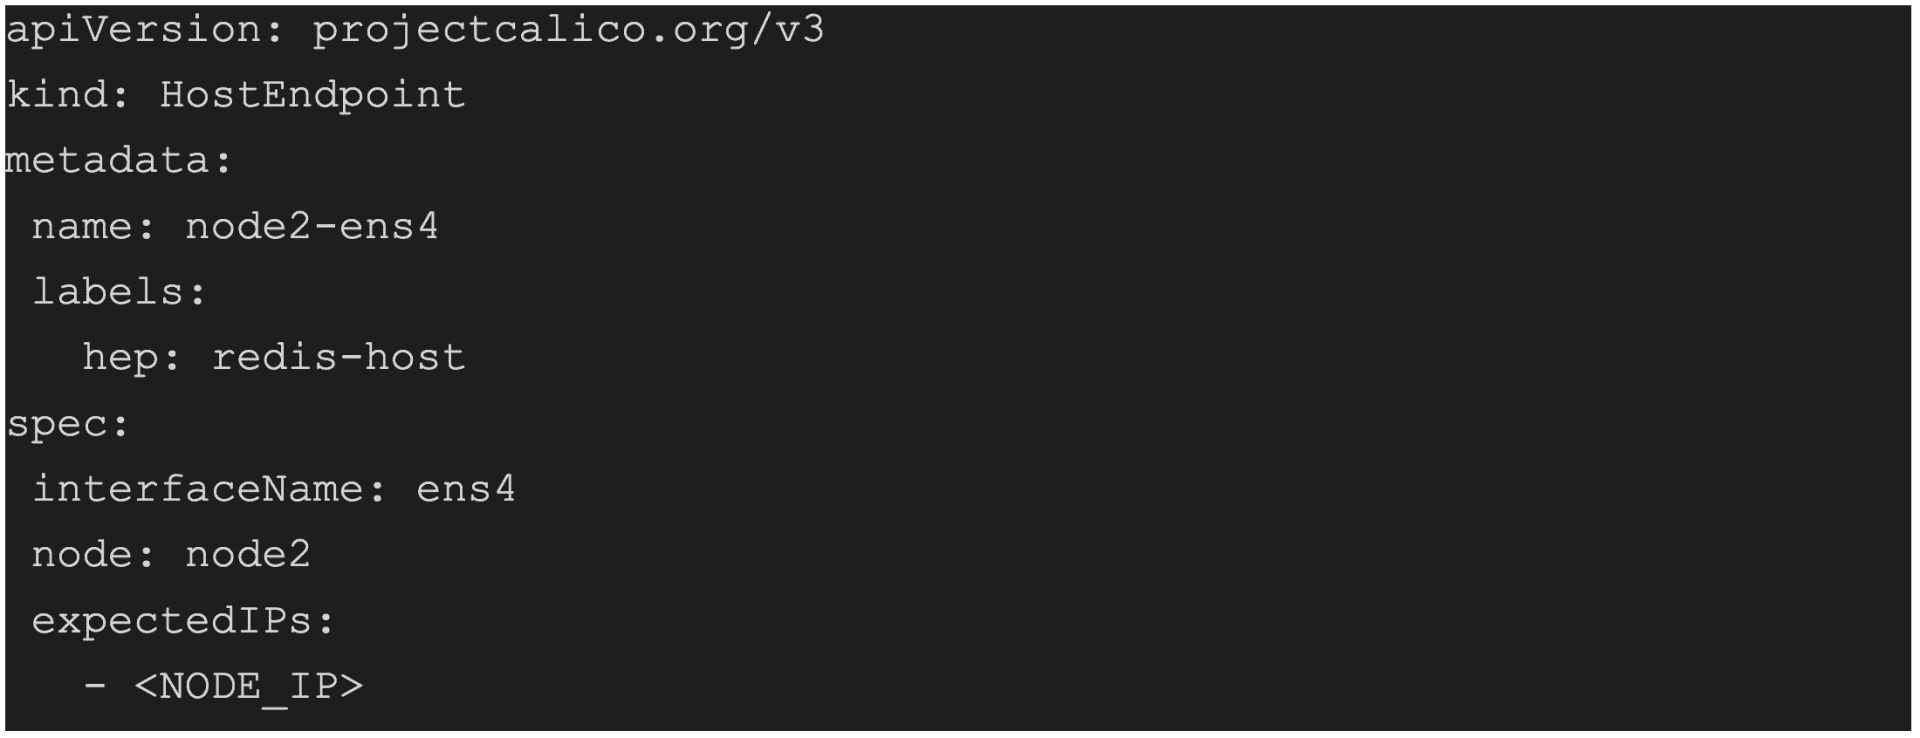 apiVersion: projectcalico.org/v3
kind: HostEndpoint
metadata:
 name: node2-ens4
 labels:
   hep: redis-host
spec:
 interfaceName: ens4
 node: node2
 expectedIPs:
   - <NODE_IP>